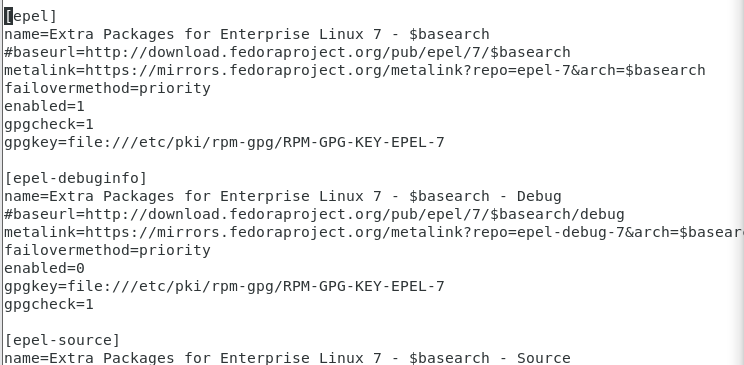 [epel]
name=Extra Packages for Enterprise Linux 7 - $basearch
#baseurl=http://download.fedoraproject.org/pub/epel/7/$basearch
metalink=https://mirrors.fedoraproject.org/metalink?repo=epel-7&arch=$basearch
failovermethod=priority
enabled=1
gpgcheck=1
gpgkey=file:///etc/pki/rpm-gpg/RPM-GPG-KEY-EPEL-7

[epel-debuginfo]
name=Extra Packages for Enterprise Linux 7 - $basearch - Debug
#baseurl=http://download.fedoraproject.org/pub/epel/7/$basearch/debug
metalink=https://mirrors.fedoraproject.org/metalink?repo=epel-debug-7&arch=$basear
failovermethod=priority
enabled=0
gpgkey=file:///etc/pki/rpm-gpg/RPM-GPG-KEY-EPEL-7
gpgcheck=1

[epel-source]
name=Extra Packages for Enterprise Linux 7 - $basearch - Source